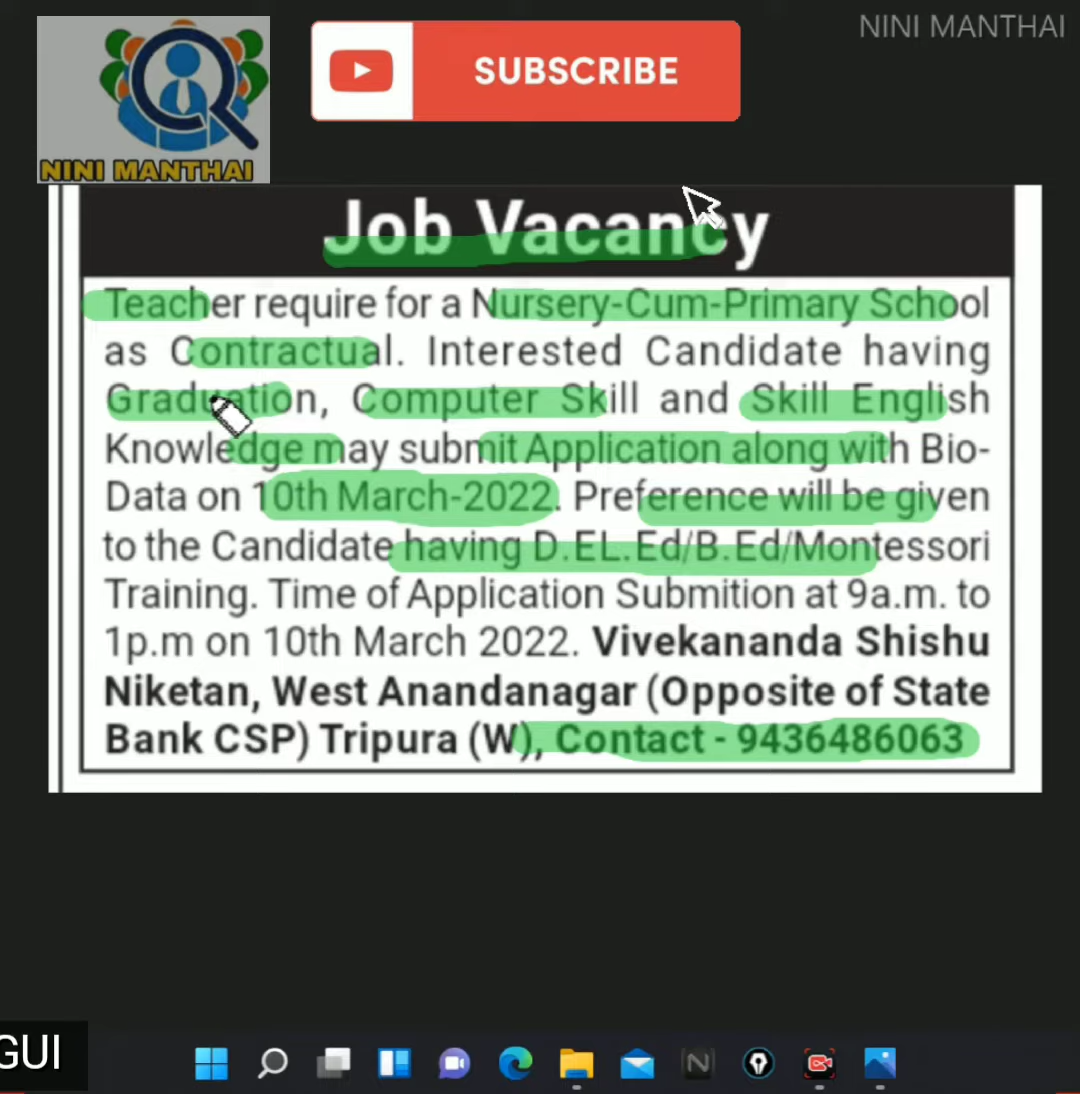 NINI MANTHAI
SUBSCRIBE
NINI MANTHAI
Job Vacancy
Teacher require for a Nursery-Cum-Primary School
as Contractual. Interested Candidate having
Graduation, Computer Skill and Skill English
Knowledge may submit Application along with Bio-
Data on 10th March-2022. Preference will be given
to the Candidate having D.EL.Ed/B.Ed/Montessori
Training. Time of Application Submition at 9a.m. to
1p.m on 10th March 2022. Vivekananda Shishu
Niketan, West Anandanagar (Opposite of State
Bank CSP) Tripura (W), Contact - 9436486063
GUI
N